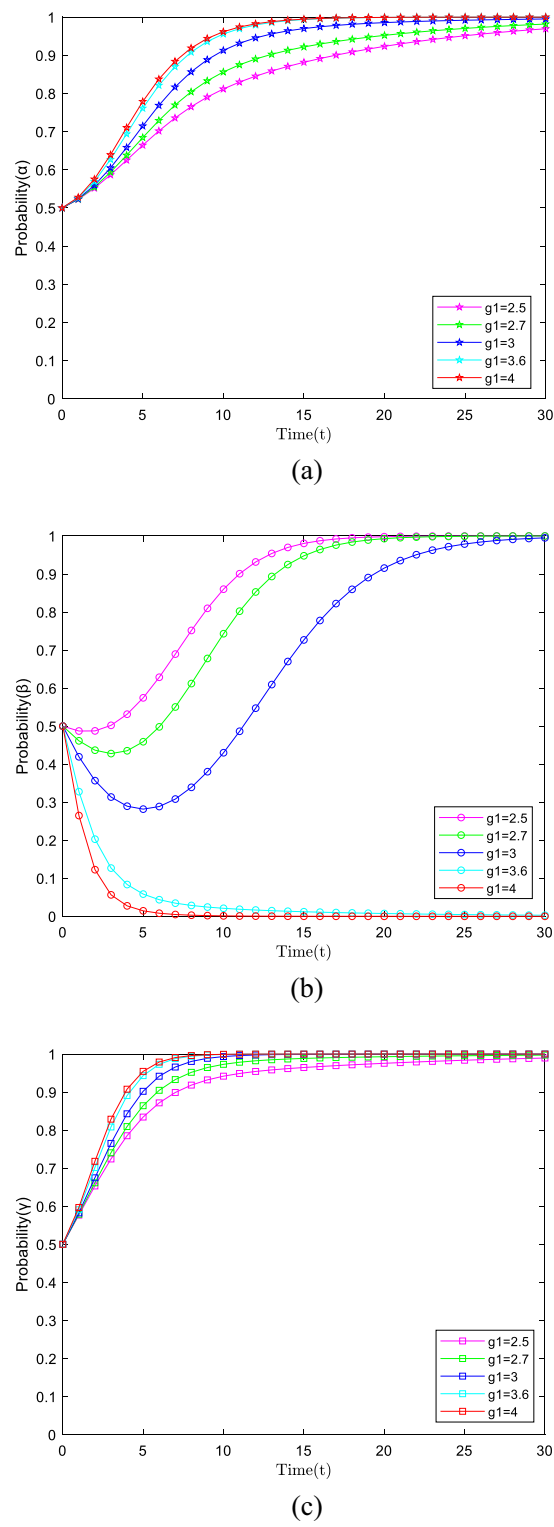 1
0.9
0.8
0.7
0.6
0.5
0.4
0.3
0.2
0.1
0
Probability(α)
g1=2.5
g1=2.7
g1=3
g1=3.6
g1=4
0 5 10 15 20 25 30
Time(t)
(a)
1
0.9
0.8
0.7
0.6
0.5
0.4
0.3
0.2
0.1
0
Probability(β)
g1=2.5
g1=2.7
g1=3
g1=3.6
g1=4
0 5 10 15 20 25 30
Time(t)
(b)
1
0.9
0.8
0.7
0.6
0.5
0.4
0.3
0.2
0.1
0
Probability(γ)
g1=2.5
g1=2.7
g1=3
g1=3.6
g1=4
0 5 10 15 20 25 30
Time(t)
(c)